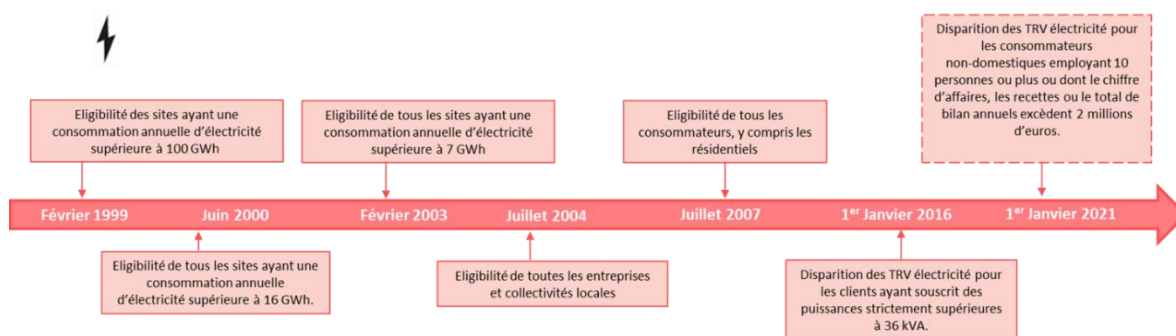 Disparition des TRV électricité pour
les consommateurs
non-domestiques employant 10
personnes ou plus ou dont le chiffre
d'affaires, les recettes ou le total de
bilan annuels excèdent 2 millions
d'euros.
Eligibilité des sites ayant une
consommation annuelle d'électricité
supérieure à 100 GWh
Eligibilité de tous les sites ayant une
consommation annuelle d'électricité
supérieure à 7 GWh
Eligibilité de tous les
consommateurs, y compris les
résidentiels
Février 1999
Juin 2000
Février 2003
Juillet 2004
Juillet 2007
1er Janvier 2016
1er Janvier 2021
Eligibilité de tous les sites ayant une
consommation annuelle
d'électricité supérieure à 16 GWh.
Eligibilité de toutes les entreprises
et collectivités locales
Disparition des TRV électricité pour
les clients ayant souscrit des
puissances strictement supérieures
à 36 kVA.